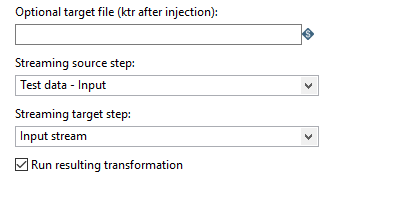 Optional target file (ktr after injection):
Streaming source step:
Test data - Input
Streaming target step:
Input stream
Run resulting transformation